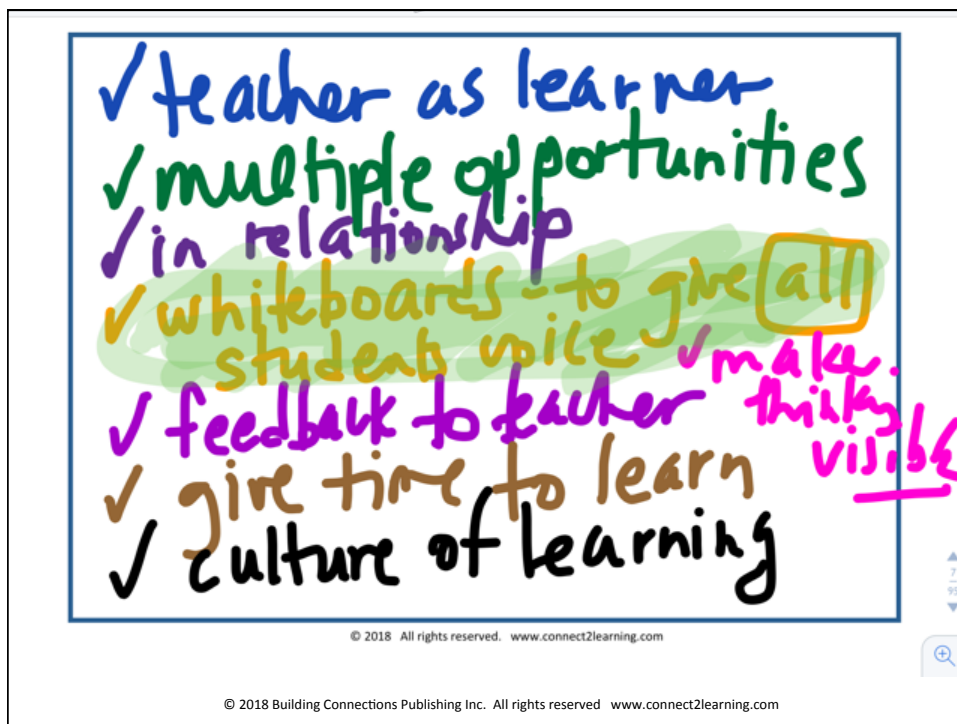 ✓ teacher as learner
✓ multiple opportunities
✓ in relationship
✓ whiteboards - to give all
students voice
✓ make
thinking
visible
✓ feedback to teacher
✓ give time to learn
✓ culture of learning
7
95
© 2018 All rights reserved. www.connect2learning.com
© 2018 Building Connections Publishing Inc. All rights reserved www.connect2learning.com